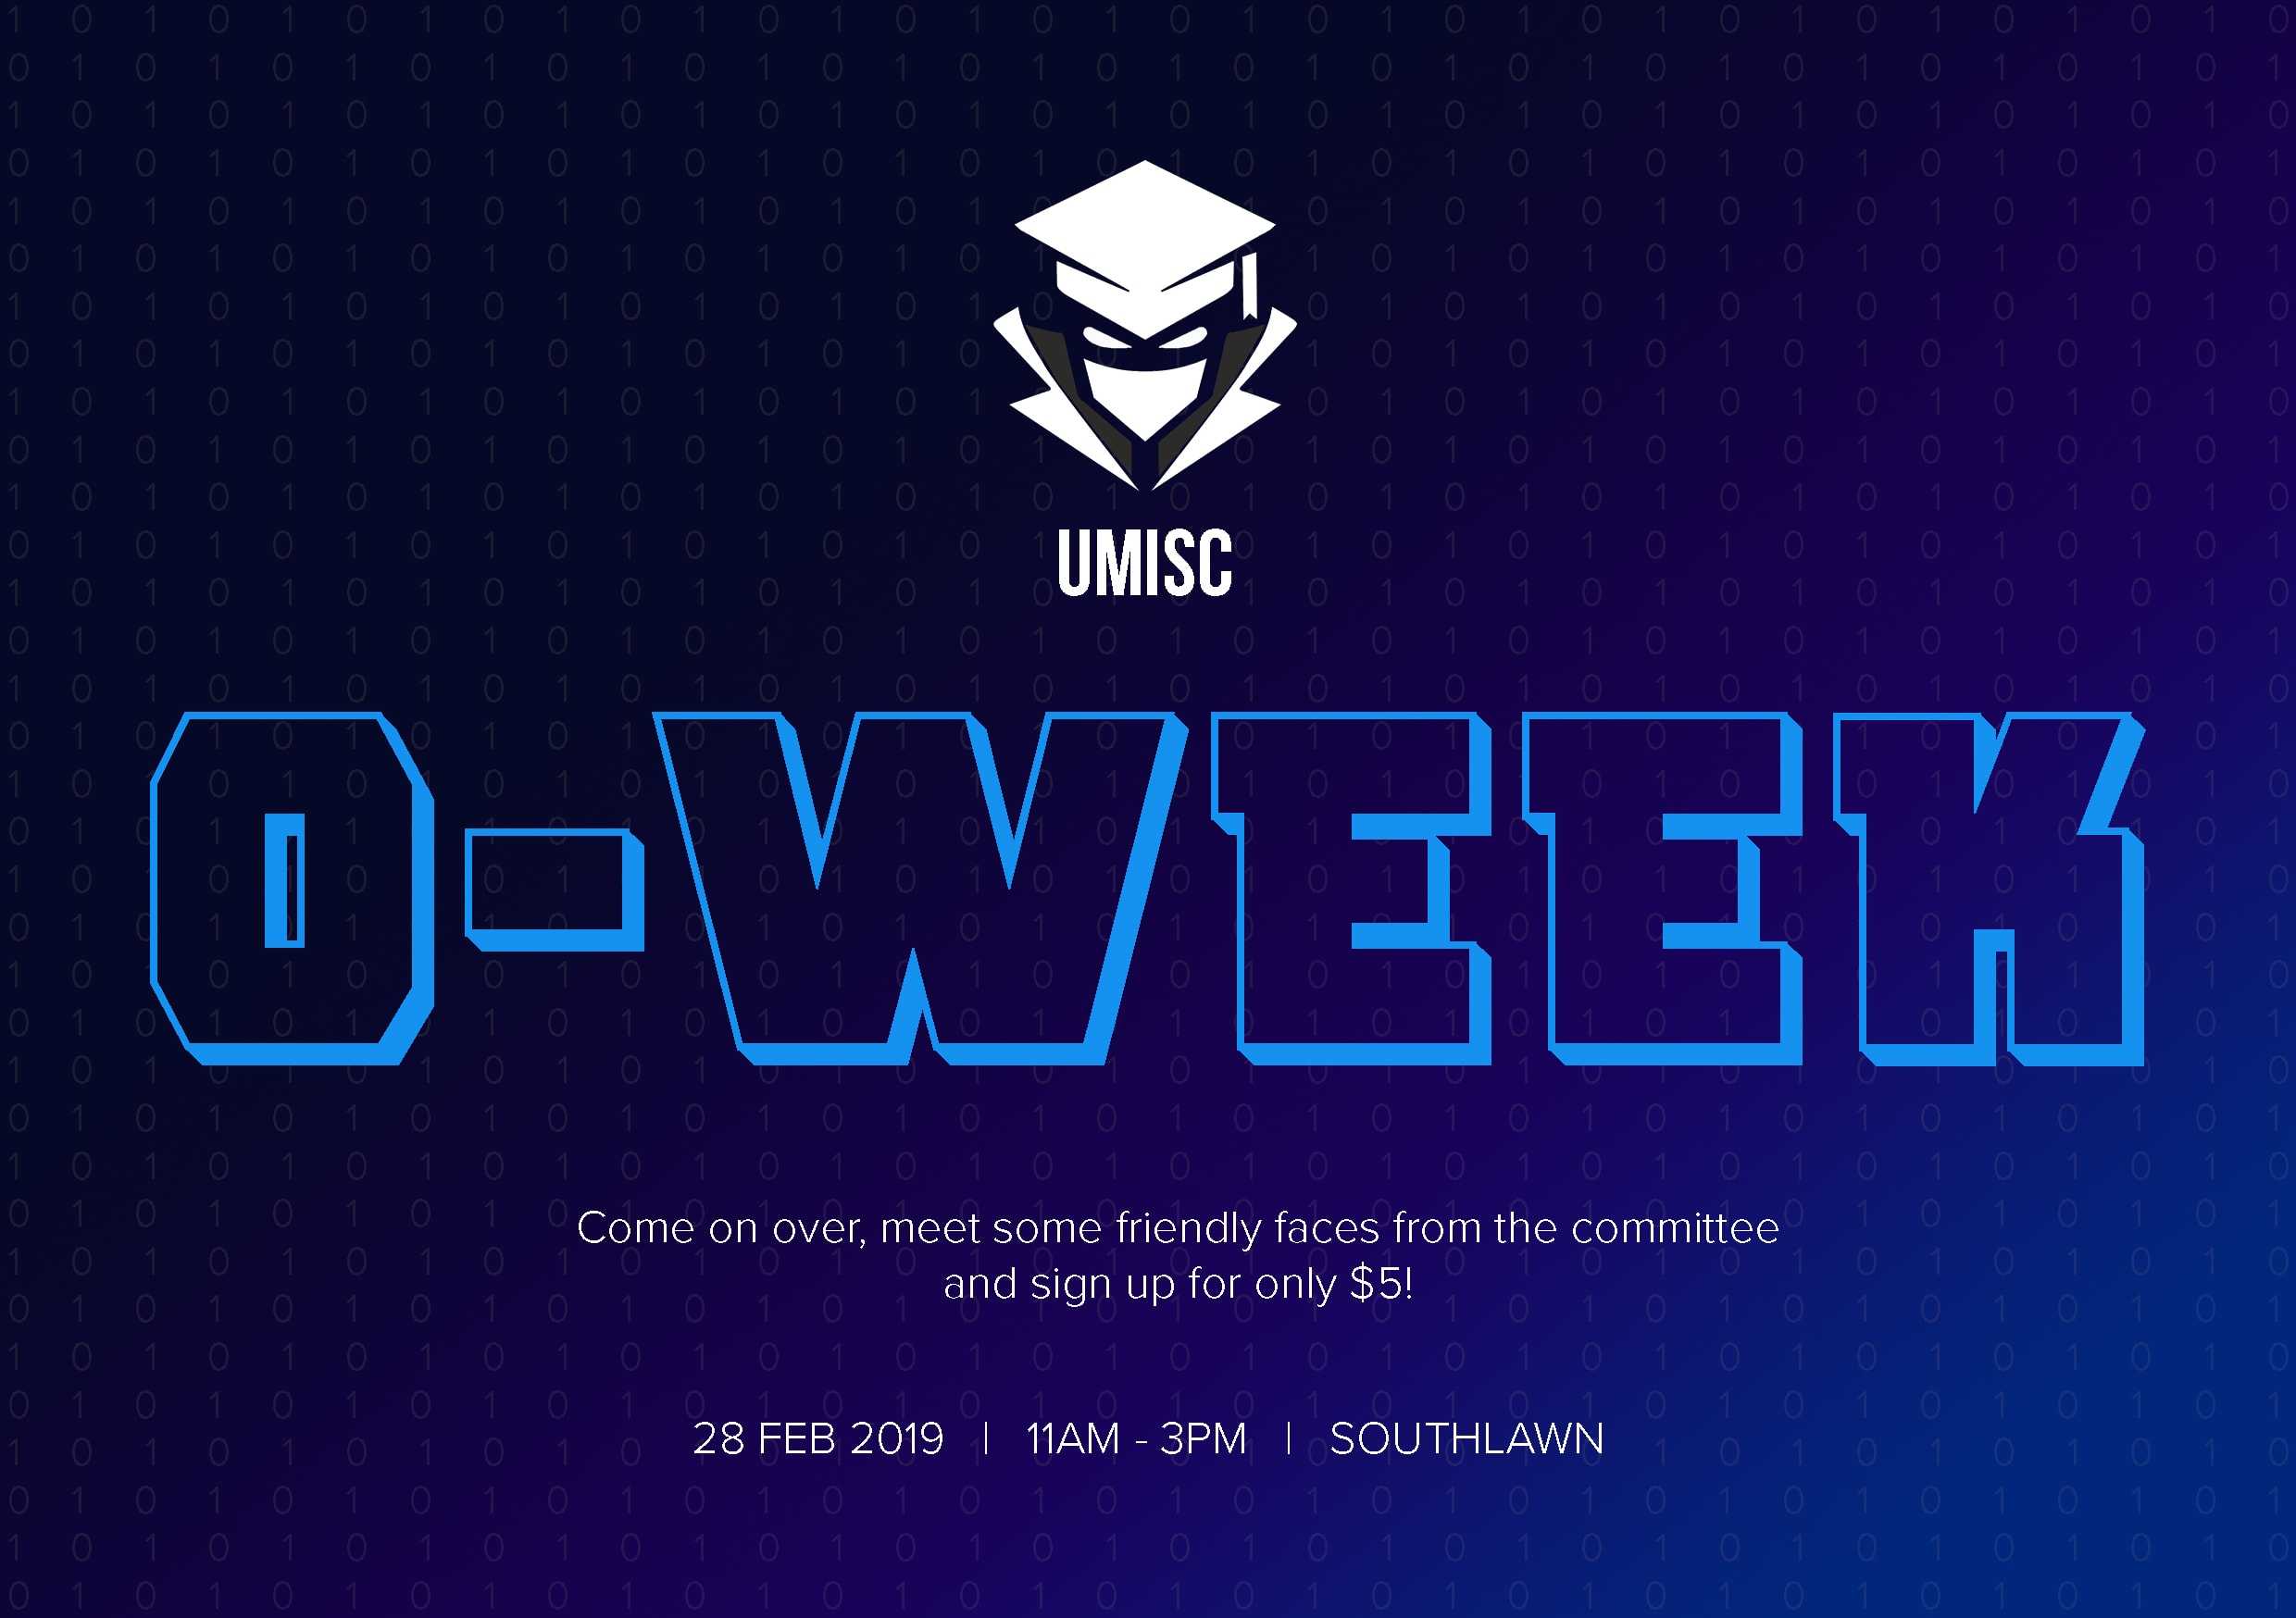 UMISC
O-WEEK
Come on over, meet some friendly faces from the committee
and sign up for only $5!
28 FEB 2019 | 11AM - 3PM | SOUTHLAWN